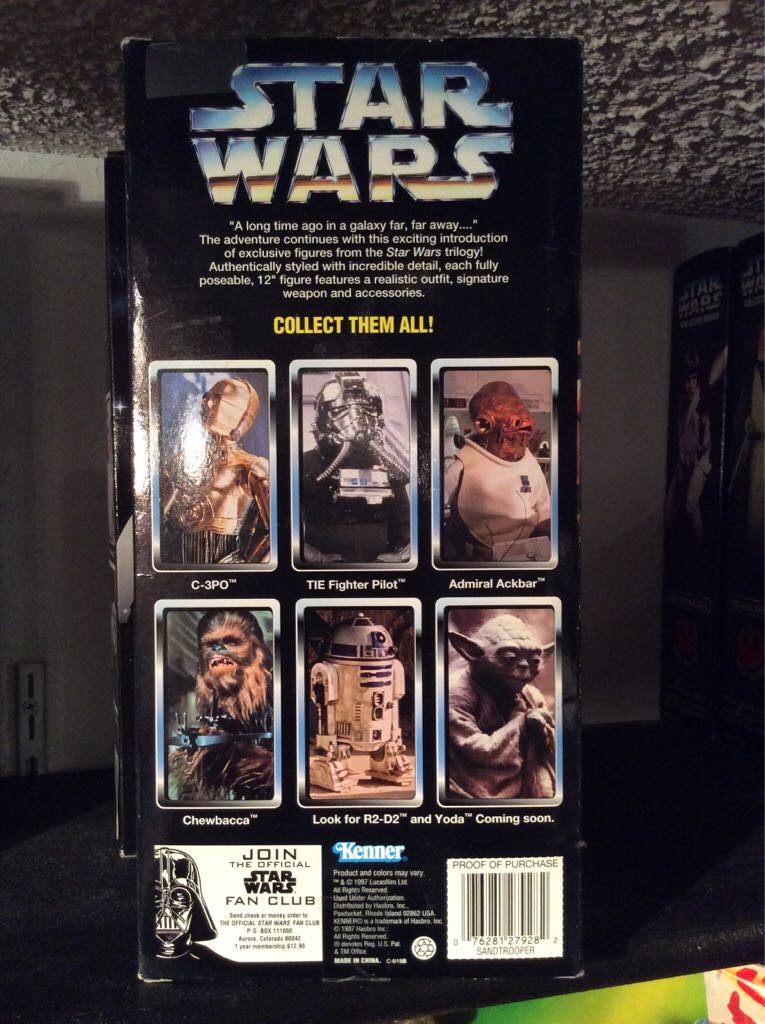 STAR
WARS
"A long time ago in a galaxy far, far away...."
The adventure continues with this exciting introduction
of exclusive figures from the Star Wars trilogy!
Authentically styled with incredible detail, each fully
poseable, 12" figure features a realistic outfit, signature
weapon and accessories.
COLLECT THEM ALL!
C-3PO™
TIE Fighter Pilot™
Admiral Ackbar™
Chewbacca™
Look for R2-D2™ and Yoda™ Coming soon.
JOIN
THE OFFICIAL
STAR
WARS
FAN CLUB
Send check or money order to:
THE OFFICIAL STAR WARS FAN CLUB
P.O. BOX 111000
Aurora, Colorado 80042
1 year membership $12.95
Kenner
Product and colors may vary.
™ & © 1997 Lucasfilm Ltd.
All Rights Reserved.
Used Under Authorization.
Distributed by Hasbro, Inc.,
Pawtucket, Rhode Island 02862 USA.
KENNER® is a trademark of Hasbro, Inc.
© 1997 Hasbro Inc.
All Rights Reserved.
® denotes Reg. U.S. Pat.
& TM Office.
MADE IN CHINA. C-015B
PROOF OF PURCHASE
0 76281 27928 2
SANDTROOPER
STAR
WARS